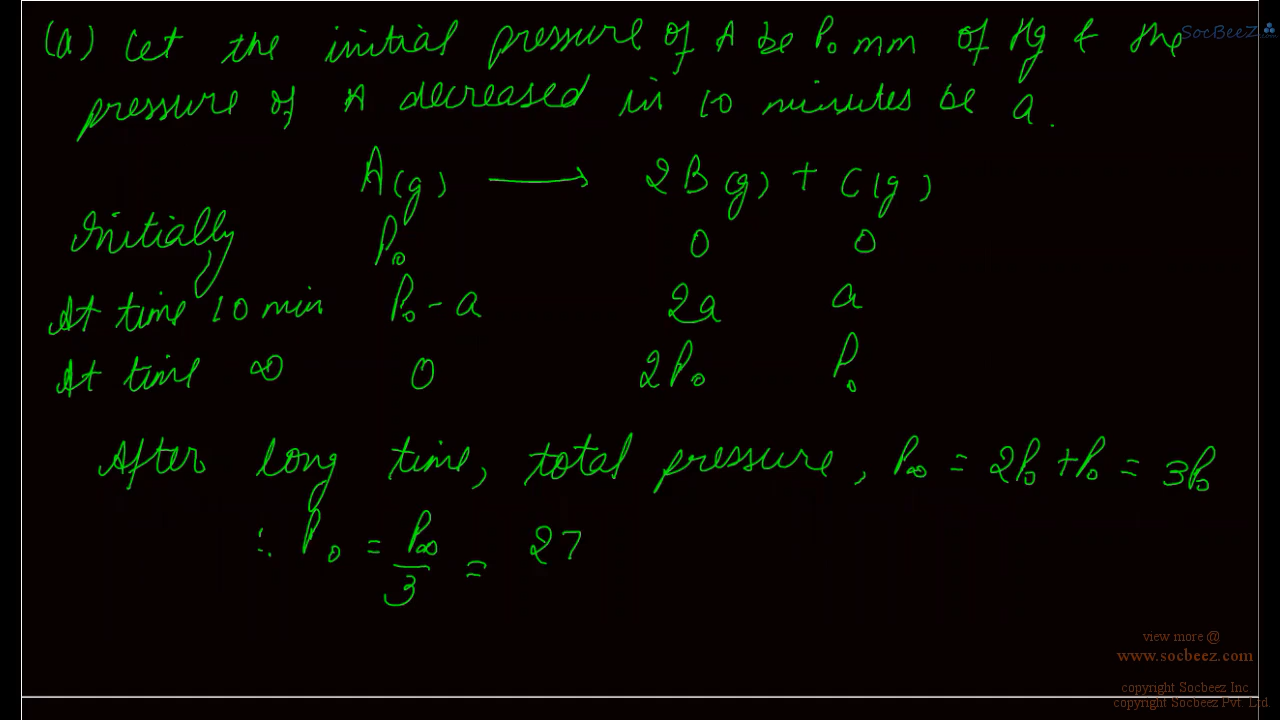 (a) Let the initial pressure of A be P₀ mm of Hg & the
SocBeeZ
pressure of A decreased in 10 minutes be a.
A(g) ⟶ 2B(g) + C(g)
Initially, P₀ 0 0
At time 10 min P₀ - a 2a a
At time ∞ 0 2P₀ P₀
After long time, total pressure, P∞ = 2P₀ + P₀ = 3P₀
∴ P₀ = P∞/3 = 27
view more @
www.socbeez.com
copyright Socbeez Inc
copyright Socbeez Pvt Ltd